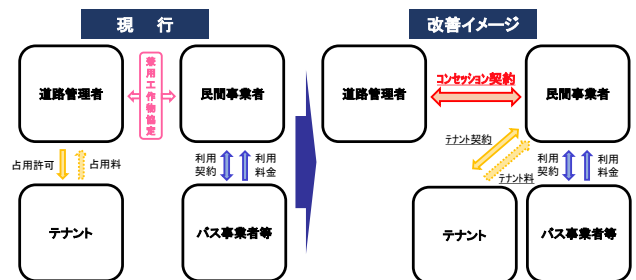 現　行
道路管理者
兼用工作物協定
民間事業者
占用許可
占用料
利用
契約
利用
料金
テナント
バス事業者等
改善イメージ
道路管理者
コンセッション契約
民間事業者
テナント契約
テナント料
利用
契約
利用
料金
テナント
バス事業者等